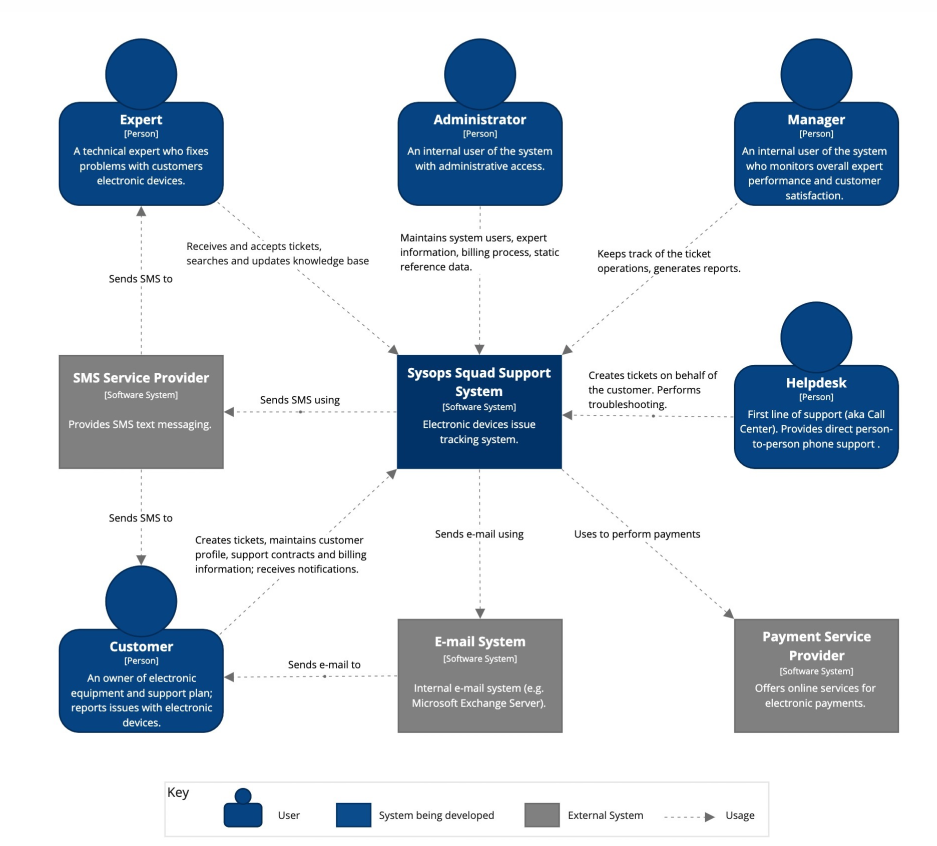 Expert
[Person]
A technical expert who fixes
problems with customers
electronic devices.
Administrator
[Person]
An internal user of the system
with administrative access.
Manager
[Person]
An internal user of the system
who monitors overall expert
performance and customer
satisfaction.
Receives and accepts tickets,
searches and updates knowledge base
Maintains system users, expert
information, billing process, static
reference data.
Keeps track of the ticket
operations, generates reports.
Sends SMS to
SMS Service Provider
[Software System]
Provides SMS text messaging.
Sends SMS using
Sysops Squad Support
System
[Software System]
Electronic devices issue
tracking system.
Creates tickets on behalf of
the customer. Performs
troubleshooting.
Helpdesk
[Person]
First line of support (aka Call
Center). Provides direct person-
to-person phone support .
Sends SMS to
Creates tickets, maintains customer
profile, support contracts and billing
information; receives notifications.
Sends e-mail using
Uses to perform payments
Customer
[Person]
An owner of electronic
equipment and support plan;
reports issues with electronic
devices.
Sends e-mail to
E-mail System
[Software System]
Internal e-mail system (e.g.
Microsoft Exchange Server).
Payment Service
Provider
[Software System]
Offers online services for
electronic payments.
Key
User
System being developed
External System
Usage